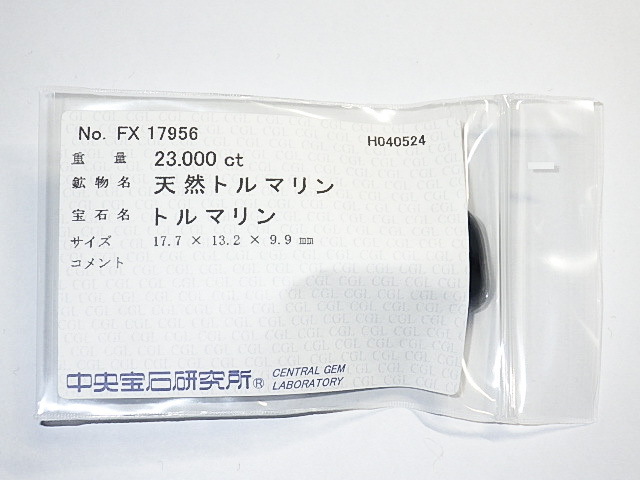 No. FX 17956
H040524
重 量 23.000 ct
鉱物名 天然トルマリン
宝石名 トルマリン
サイズ 17.7 × 13.2 × 9.9 mm
コメント
中央宝石研究所® CENTRAL GEM
LABORATORY